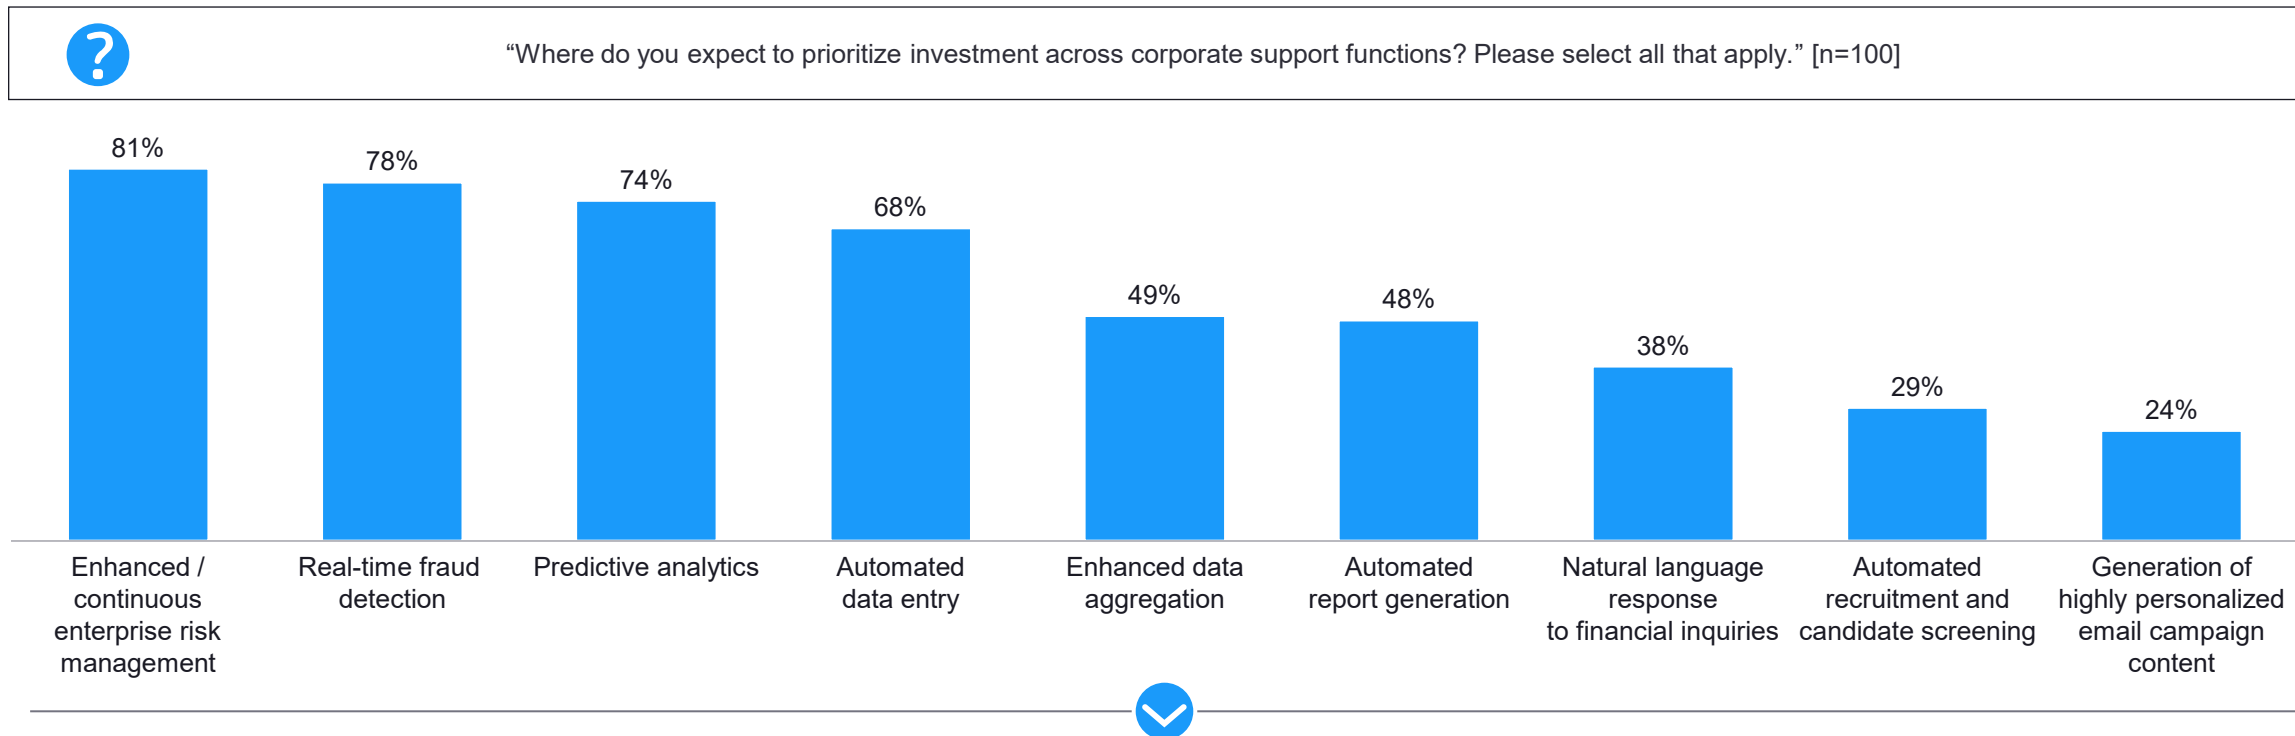 ?
“Where do you expect to prioritize investment across corporate support functions? Please select all that apply.” [n=100]
81%
78%
74%
68%
49%
48%
38%
29%
24%
Enhanced /
continuous
enterprise risk
management
Real-time fraud
detection
Predictive analytics
Automated
data entry
Enhanced data
aggregation
Automated
report generation
Natural language
response
to financial inquiries
Automated
recruitment and
candidate screening
Generation of
highly personalized
email campaign
content